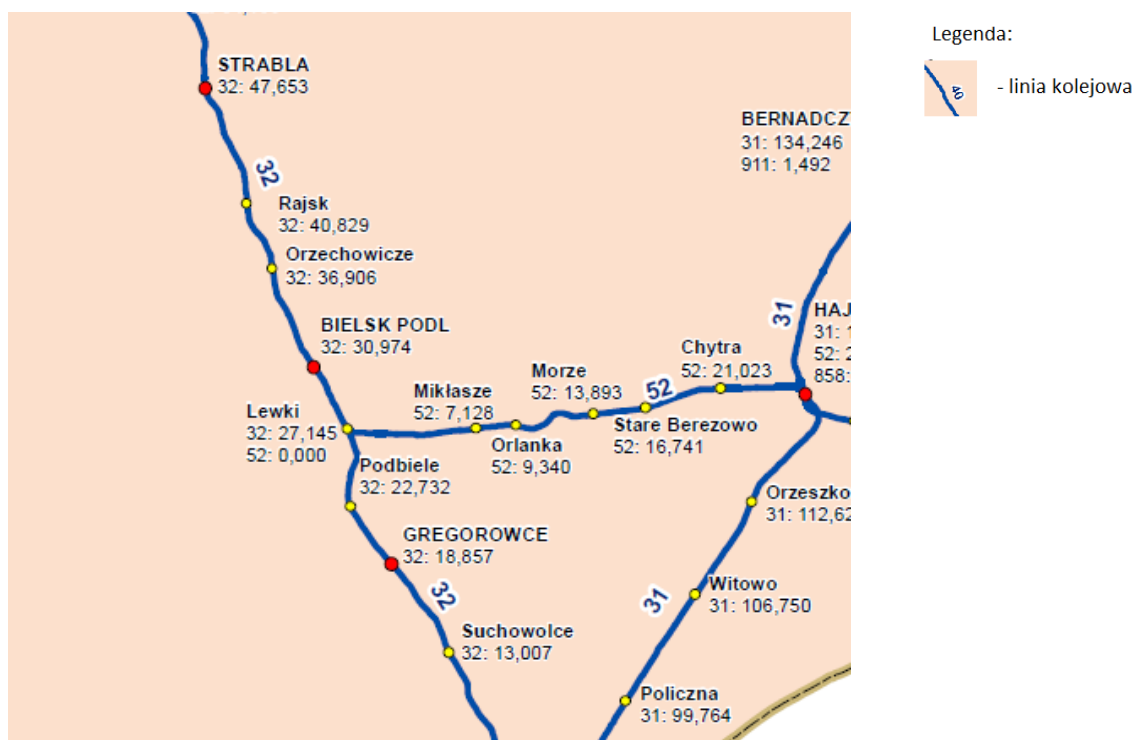 STRABLA
32: 47,653
32
Rajsk
32: 40,829
Orzechowicze
32: 36,906
BIELSK PODL
32: 30,974
Lewki
32: 27,145
52: 0,000
Mikłasze
52: 7,128
Orlanka
52: 9,340
Morze
52: 13,893
52
Stare Berezowo
52: 16,741
Chytra
52: 21,023
BERNADCZ
31: 134,246
911: 1,492
31
HAJ
31: 1
52: 2
858:
Podbiele
32: 22,732
GREGOROWCE
32: 18,857
32
Suchowolce
32: 13,007
Orzeszko
31: 112,62
Witowo
31: 106,750
31
Policzna
31: 99,764
Legenda:
40
- linia kolejowa